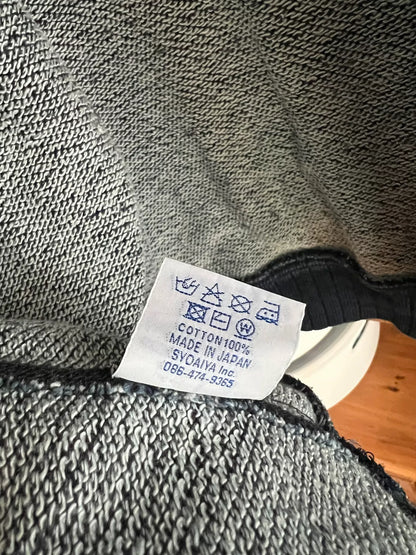 COTTON100%
MADE IN JAPAN
SYOAIYA Inc.
086-474-9365